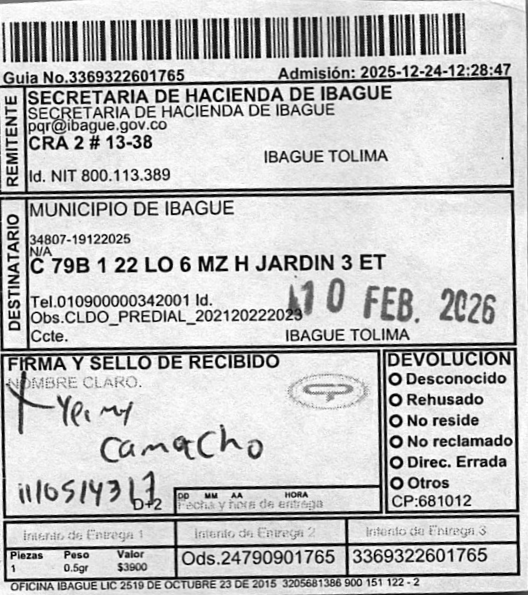 Guia No.3369322601765 Admisión: 2025-12-24-12:28:47
REMITENTE
SECRETARIA DE HACIENDA DE IBAGUE
SECRETARIA DE HACIENDA DE IBAGUE
pqr@ibague.gov.co
CRA 2 # 13-38
IBAGUE TOLIMA
Id. NIT 800.113.389
DESTINATARIO
MUNICIPIO DE IBAGUE
34807-19122025
N/A
C 79B 1 22 LO 6 MZ H JARDIN 3 ET
Tel.010900000342001 Id.
Obs.CLDO_PREDIAL_202120222023
10 FEB. 2026
Ccte. IBAGUE TOLIMA
FIRMA Y SELLO DE RECIBIDO
NOMBRE CLARO.
Camacho
D+2
DD MM AA HORA
Fecha y hora de entrega
DEVOLUCION
Desconocido
Rehusado
No reside
No reclamado
Direc. Errada
Otros
CP:681012
Intento de Entrega 1 Intento de Entrega 2 Intento de Entrega 3
Piezas Peso Valor
1 0.5gr $3900
Ods.24790901765 3369322601765
OFICINA IBAGUE LIC 2519 DE OCTUBRE 23 DE 2015 3205681386 900 151 122 - 2